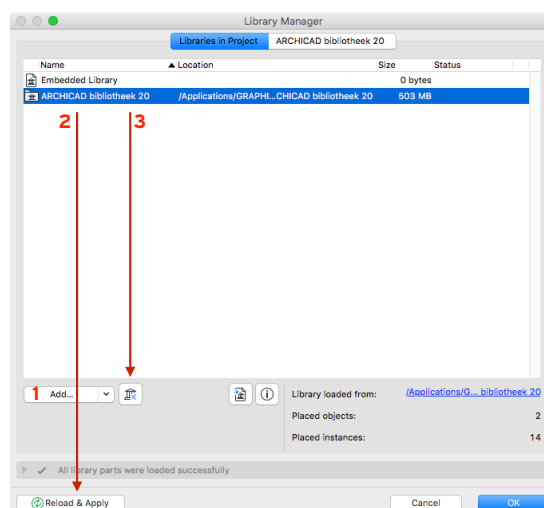 Library Manager
Libraries in Project ARCHICAD bibliotheek 20
Name Location Size Status
Embedded Library 0 bytes
ARCHICAD bibliotheek 20 /Applications/GRAPHI...CHICAD bibliotheek 20 503 MB
2 3
1 Add...
Library loaded from: /Applications/G... bibliotheek 20
Placed objects: 2
Placed instances: 14
All library parts were loaded successfully
Reload & Apply Cancel OK